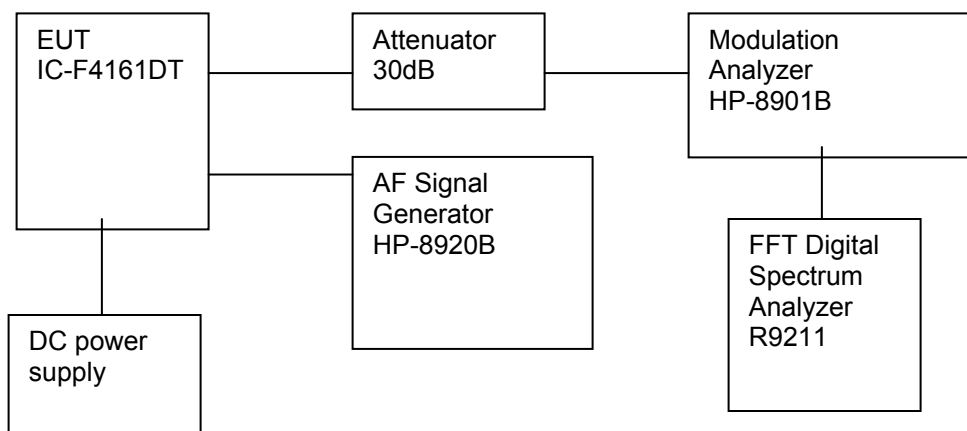 EUT
IC-F4161DT
Attenuator
30dB
Modulation
Analyzer
HP-8901B
AF Signal
Generator
HP-8920B
FFT Digital
Spectrum
Analyzer
R9211
DC power
supply